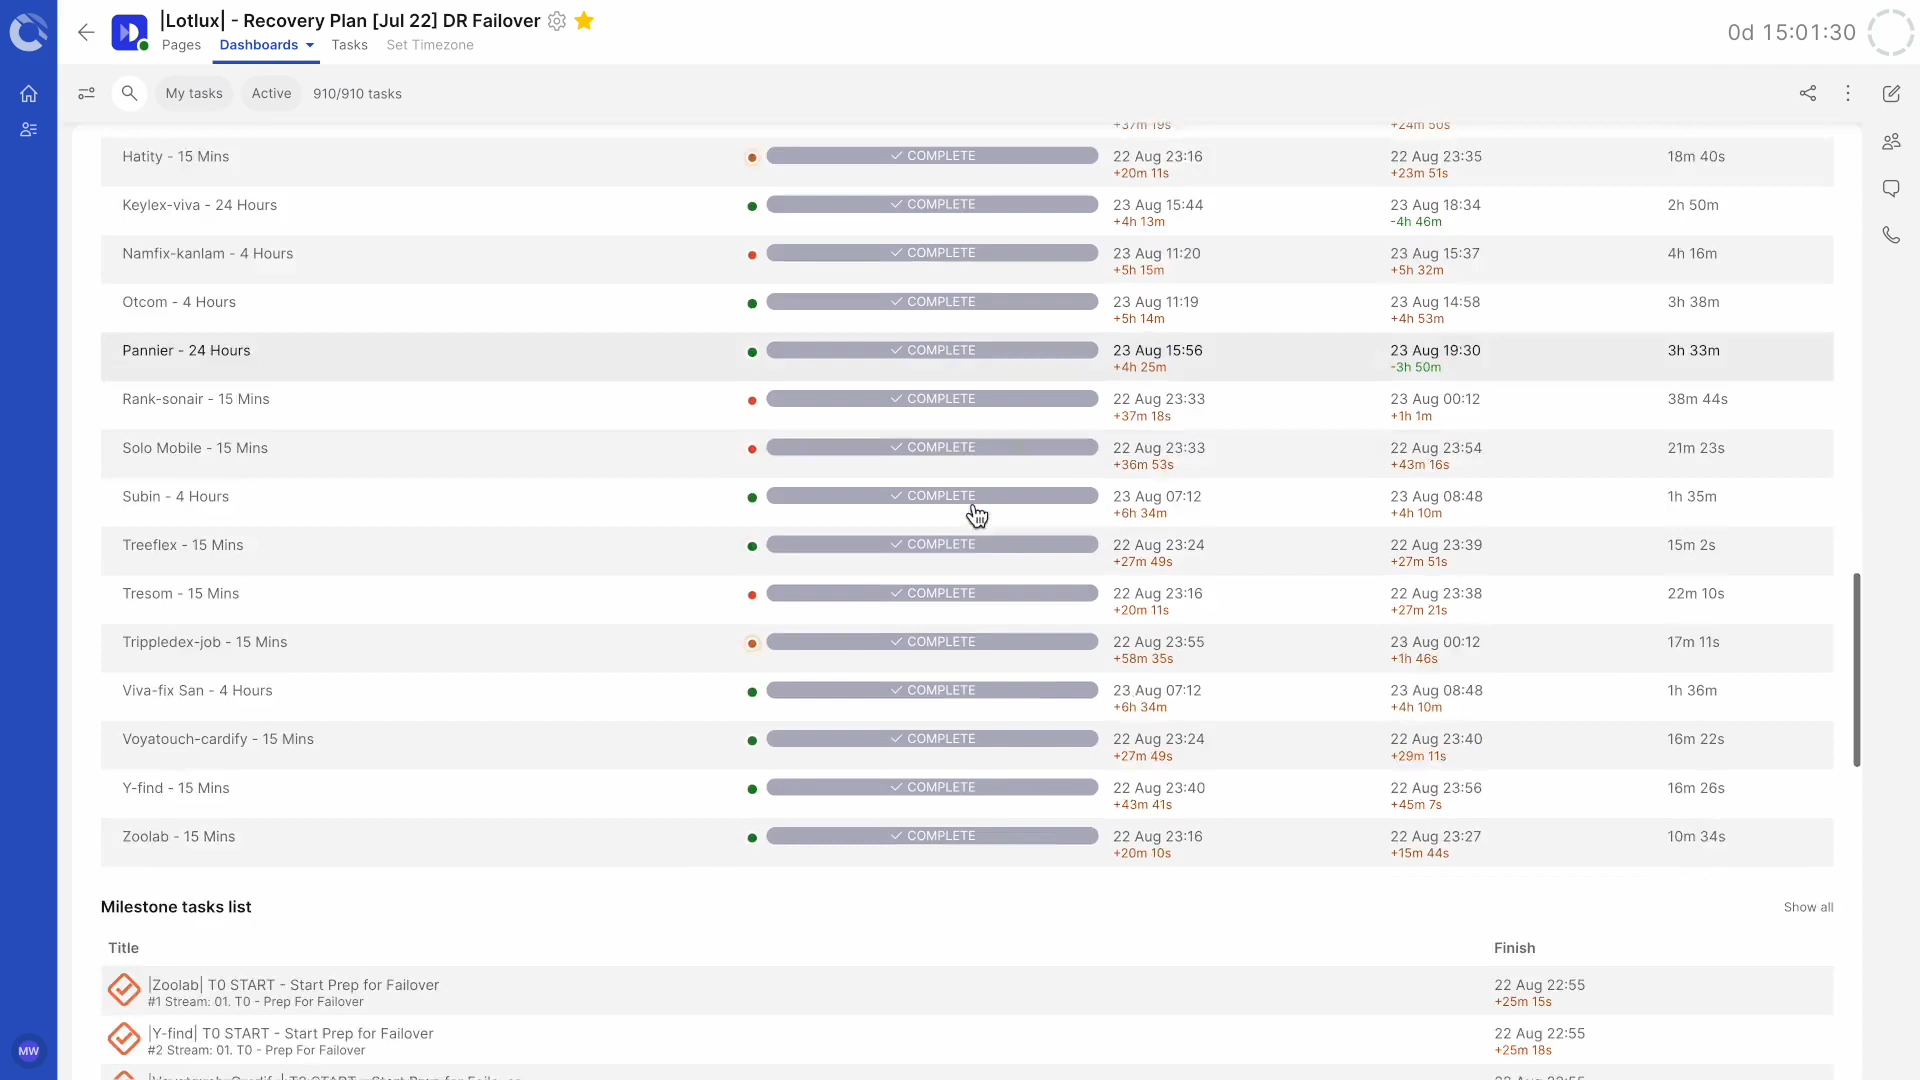 |Lotlux| - Recovery Plan [Jul 22] DR Failover
0d 15:01:30
Pages Dashboards Tasks Set Timezone
My tasks Active 910/910 tasks
+37m 19s +24m 50s
Hatity - 15 Mins COMPLETE 22 Aug 23:16 22 Aug 23:35 18m 40s
+20m 11s +23m 51s
Keylex-viva - 24 Hours COMPLETE 23 Aug 15:44 23 Aug 18:34 2h 50m
+4h 13m -4h 46m
Namfix-kanlam - 4 Hours COMPLETE 23 Aug 11:20 23 Aug 15:37 4h 16m
+5h 15m +5h 32m
Otcom - 4 Hours COMPLETE 23 Aug 11:19 23 Aug 14:58 3h 38m
+5h 14m +4h 53m
Pannier - 24 Hours COMPLETE 23 Aug 15:56 23 Aug 19:30 3h 33m
+4h 25m -3h 50m
Rank-sonair - 15 Mins COMPLETE 22 Aug 23:33 23 Aug 00:12 38m 44s
+37m 18s +1h 1m
Solo Mobile - 15 Mins COMPLETE 22 Aug 23:33 22 Aug 23:54 21m 23s
+36m 53s +43m 16s
Subin - 4 Hours COMPLETE 23 Aug 07:12 23 Aug 08:48 1h 35m
+6h 34m +4h 10m
Treeflex - 15 Mins COMPLETE 22 Aug 23:24 22 Aug 23:39 15m 2s
+27m 49s +27m 51s
Tresom - 15 Mins COMPLETE 22 Aug 23:16 22 Aug 23:38 22m 10s
+20m 11s +27m 21s
Trippledex-job - 15 Mins COMPLETE 22 Aug 23:55 23 Aug 00:12 17m 11s
+58m 35s +1h 46s
Viva-fix San - 4 Hours COMPLETE 23 Aug 07:12 23 Aug 08:48 1h 36m
+6h 34m +4h 10m
Voyatouch-cardify - 15 Mins COMPLETE 22 Aug 23:24 22 Aug 23:40 16m 22s
+27m 49s +29m 11s
Y-find - 15 Mins COMPLETE 22 Aug 23:40 22 Aug 23:56 16m 26s
+43m 41s +45m 7s
Zoolab - 15 Mins COMPLETE 22 Aug 23:16 22 Aug 23:27 10m 34s
+20m 10s +15m 44s
Milestone tasks list Show all
Title Finish
|Zoolab| T0 START - Start Prep for Failover 22 Aug 22:55
#1 Stream: 01. T0 - Prep For Failover +25m 15s
|Y-find| T0 START - Start Prep for Failover 22 Aug 22:55
#2 Stream: 01. T0 - Prep For Failover +25m 18s
MW